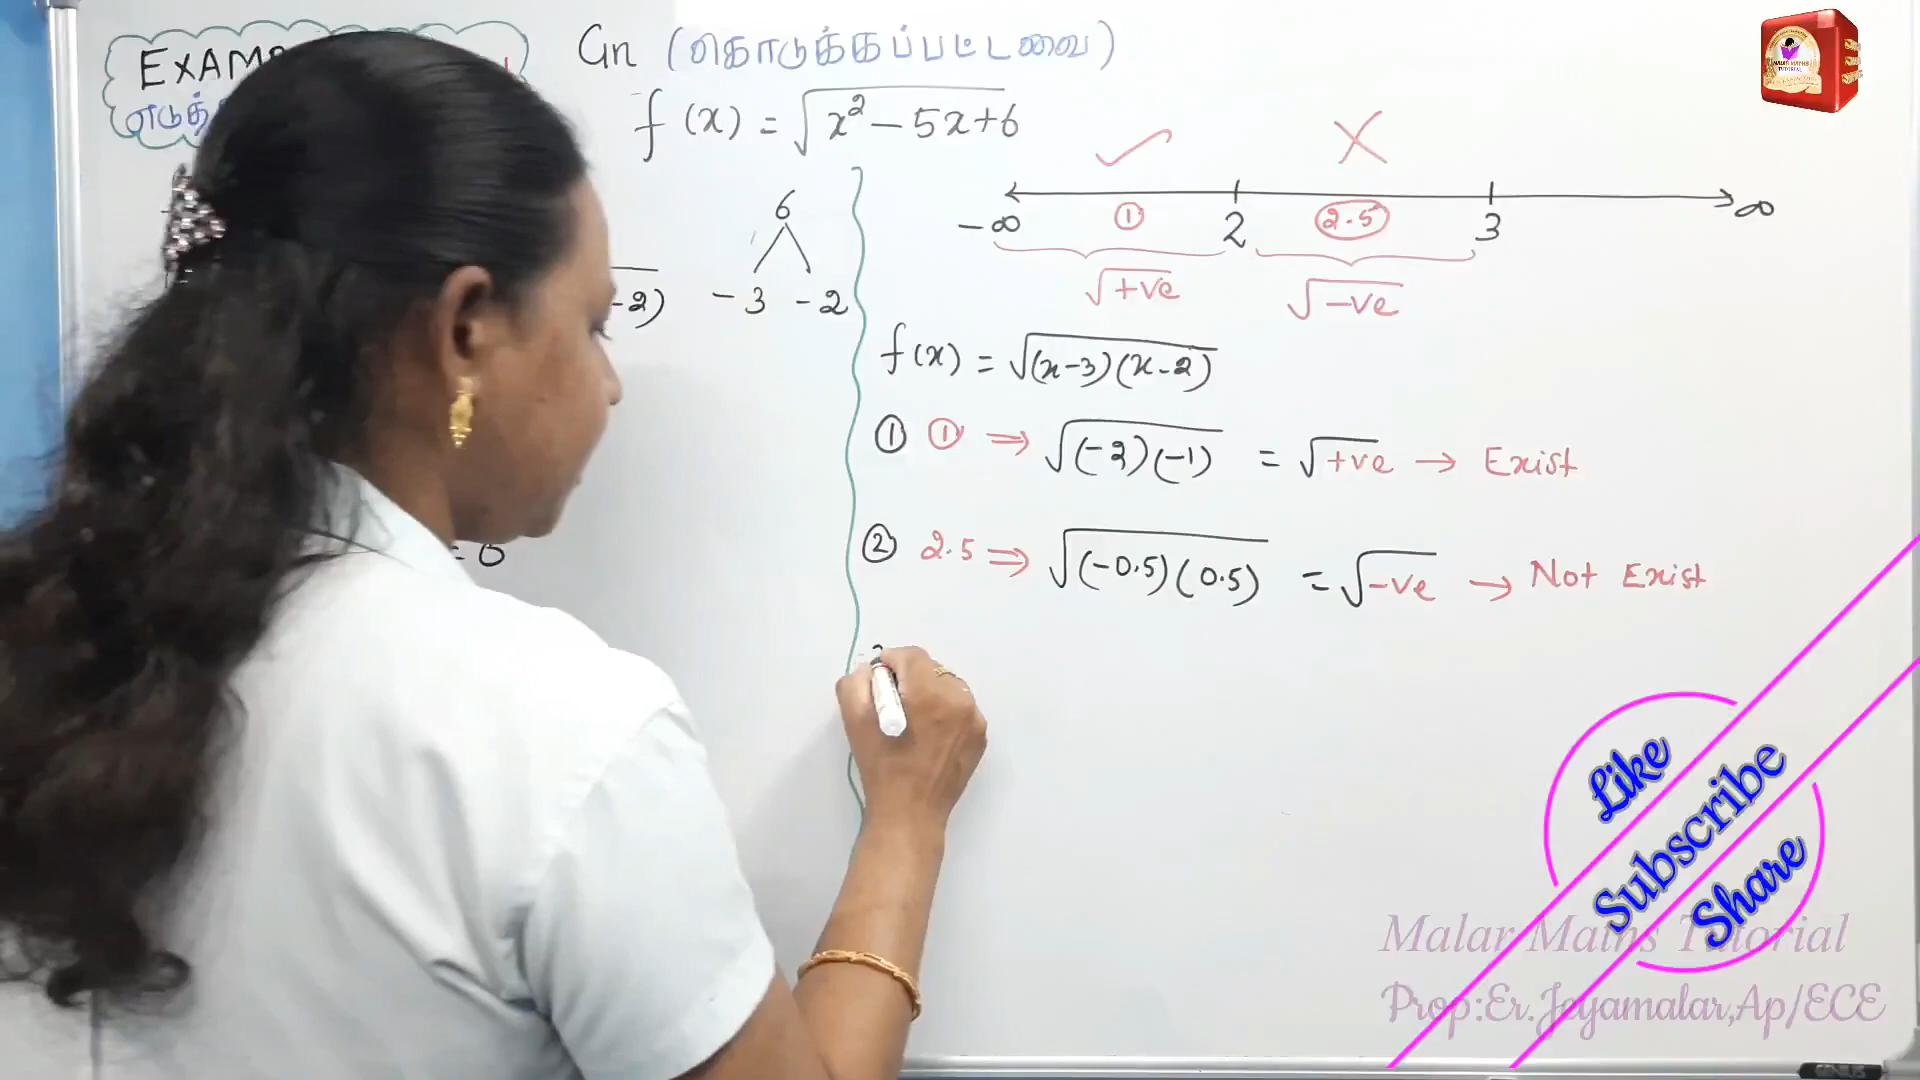 Gn (கொடுக்கப்பட்டவை)
f(x) = √x² - 5x + 6
6
-3 -2
-2)
= 0
-∞ ① 2 2.5 3 ∞
√+ve √-ve
f(x) = √(x-3)(x-2)
① ① ⇒ √(-2)(-1) = √+ve → Exist
② 2.5 ⇒ √(-0.5)(0.5) = √-ve → Not Exist
Like
Subscribe
Share
Malar Maths Tutorial
Prop:Er.Jeyamalar,Ap/ECE